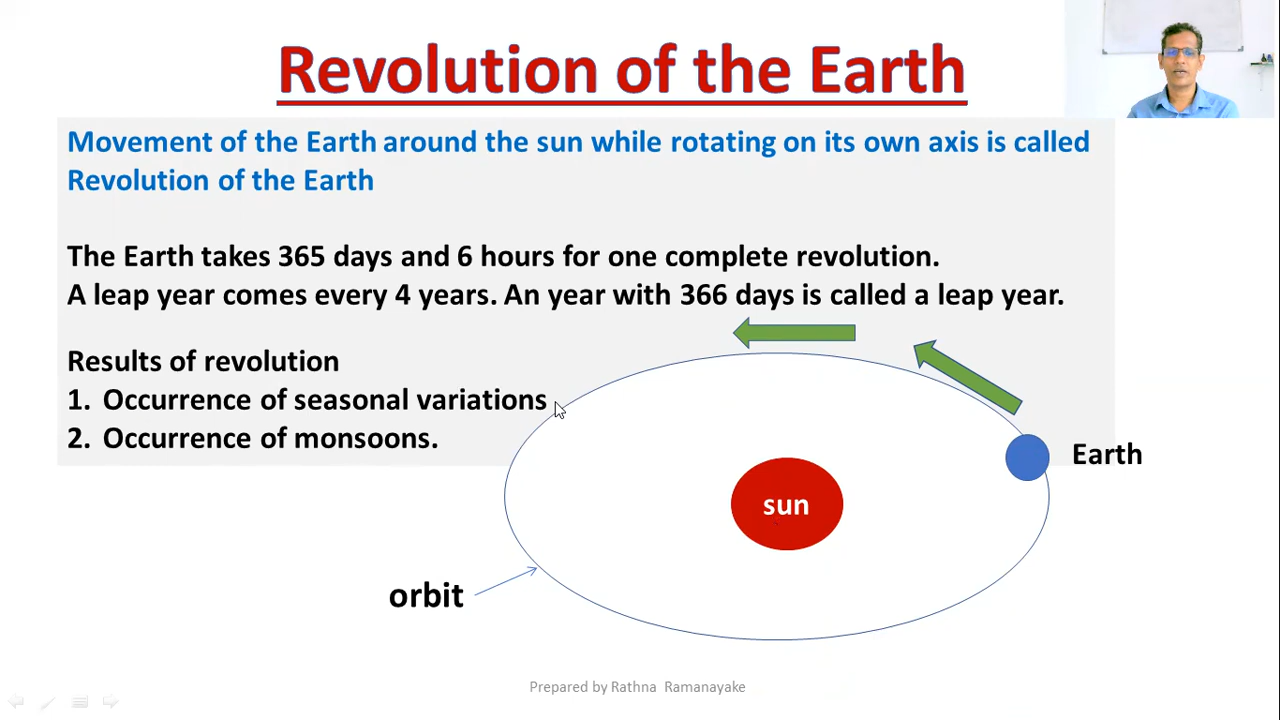 Revolution of the Earth
Movement of the Earth around the sun while rotating on its own axis is called
Revolution of the Earth
The Earth takes 365 days and 6 hours for one complete revolution.
A leap year comes every 4 years. An year with 366 days is called a leap year.
Results of revolution
1. Occurrence of seasonal variations
2. Occurrence of monsoons.
Earth
sun
orbit
Prepared by Rathna Ramanayake